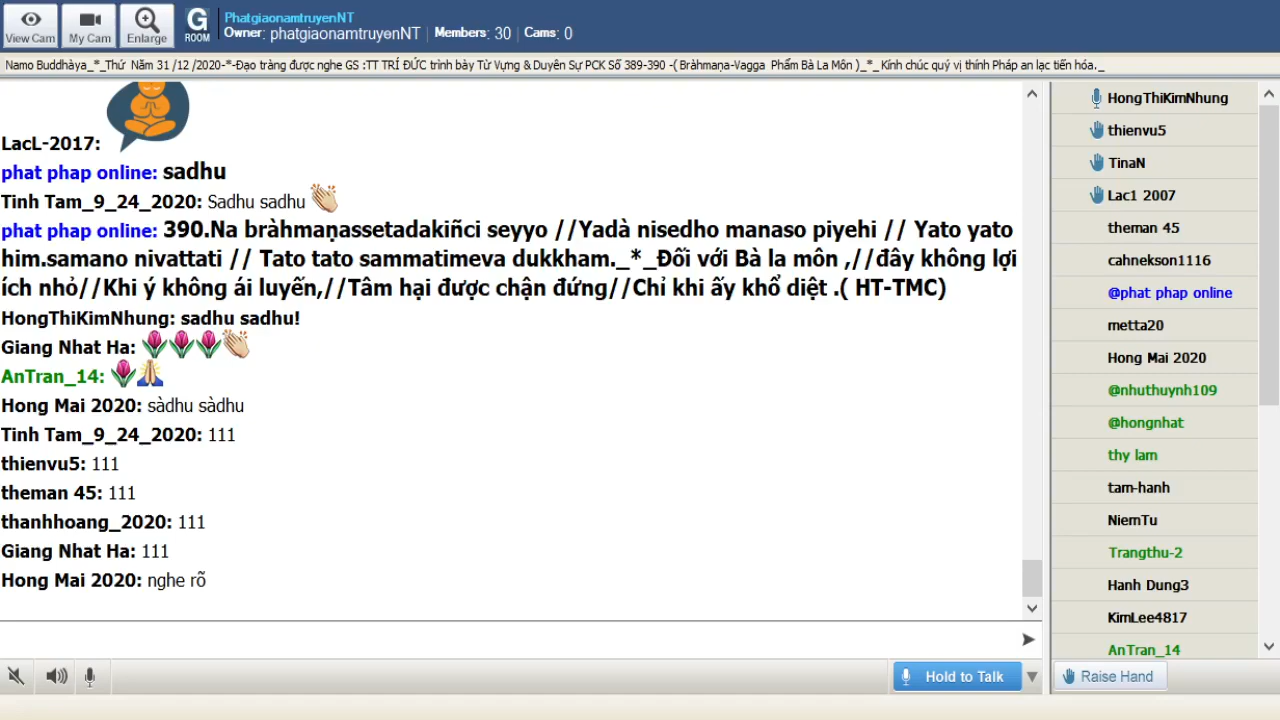 View Cam
My Cam
Enlarge
G
ROOM
PhatgiaonamtruyenNT
Owner: phatgiaonamtruyenNT | Members: 30 | Cams: 0
Namo Buddhàya_*_Thứ Năm 31 /12 /2020-*-Đạo tràng được nghe GS :TT TRÍ ĐỨC trình bày Từ Vựng & Duyên Sự PCK Số 389-390 -( Bràhmaṇa-Vagga Phẩm Bà La Môn )_*_Kính chúc quý vị thính Pháp an lạc tiến hóa._
LacL-2017:
phat phap online: sadhu
Tinh Tam_9_24_2020: Sadhu sadhu
phat phap online: 390.Na bràhmaṇassetadakiñci seyyo //Yadà nisedho manaso piyehi // Yato yato
him.samano nivattati // Tato tato sammatimeva dukkham._*_Đối với Bà la môn ,//đây không lợi
ích nhỏ//Khi ý không ái luyến,//Tâm hại được chận đứng//Chỉ khi ấy khổ diệt .( HT-TMC)
HongThiKimNhung: sadhu sadhu!
Giang Nhat Ha:
AnTran_14:
Hong Mai 2020: sàdhu sàdhu
Tinh Tam_9_24_2020: 111
thienvu5: 111
theman 45: 111
thanhhoang_2020: 111
Giang Nhat Ha: 111
Hong Mai 2020: nghe rõ
Hold to Talk
HongThiKimNhung
thienvu5
TinaN
Lac1 2007
theman 45
cahnekson1116
@phat phap online
metta20
Hong Mai 2020
@nhuthuynh109
@hongnhat
thy lam
tam-hanh
NiemTu
Trangthu-2
Hanh Dung3
KimLee4817
AnTran_14
Raise Hand